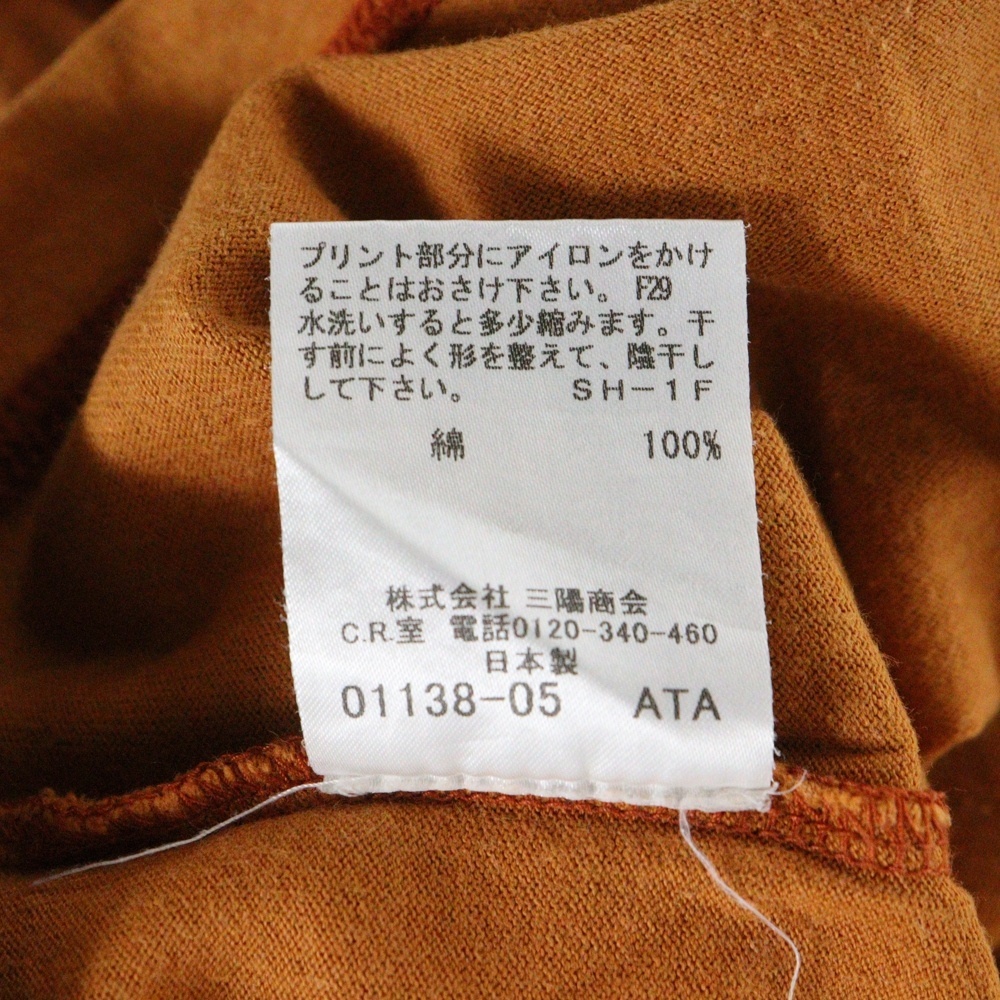 プリント部分にアイロンをかけ
ることはおさけ下さい。 F29
水洗いすると多少縮みます。干
す前によく形を整えて、陰干し
して下さい。 SH-1F
綿 100%
株式会社 三陽商会
C.R.室 電話0120-340-460
日本製
01138-05 ATA